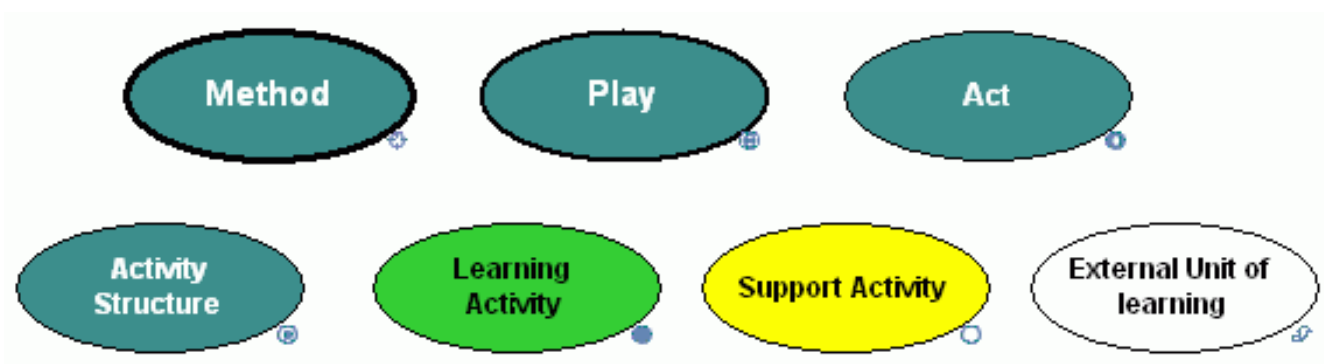 Method
Play
Act
Activity
Structure
Learning
Activity
Support Activity
External Unit of
learning